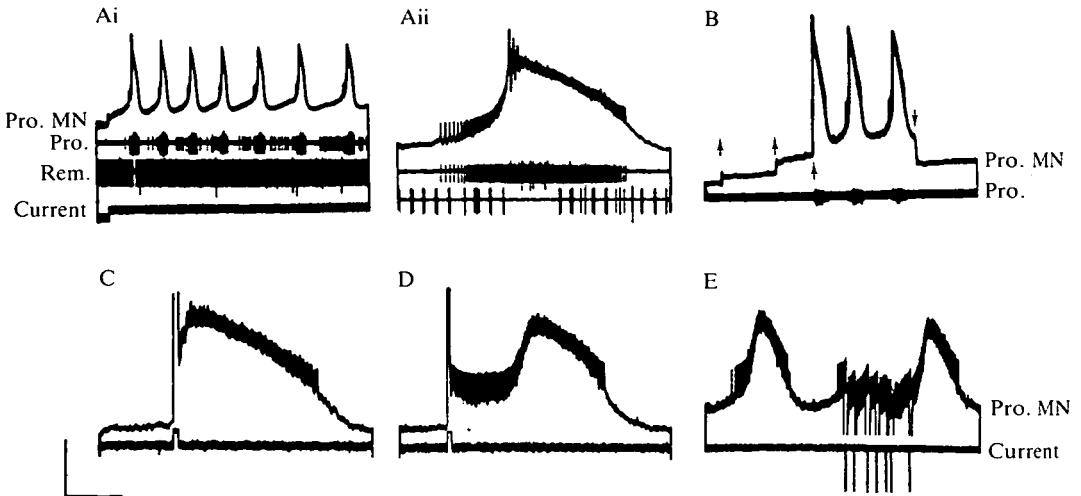 Ai
Aii
B
Pro. MN
Pro.
Rem.
Current
Pro. MN
Pro.
C
D
E
Pro. MN
Current